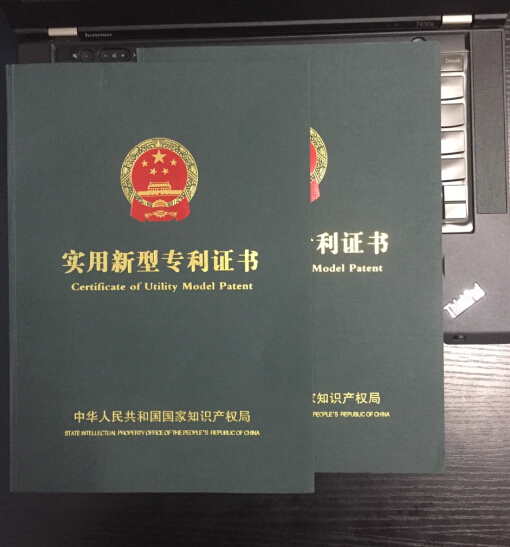 lenovo
T430s
Delete
实用新型专利证书
Certificate of Utility Model Patent
中华人民共和国国家知识产权局
STATE INTELLECTUAL PROPERTY OFFICE OF THE PEOPLE'S REPUBLIC OF CHINA
利证书
Model Patent
知识产权局
PEOPLE'S REPUBLIC OF CHINA
ThinkPad